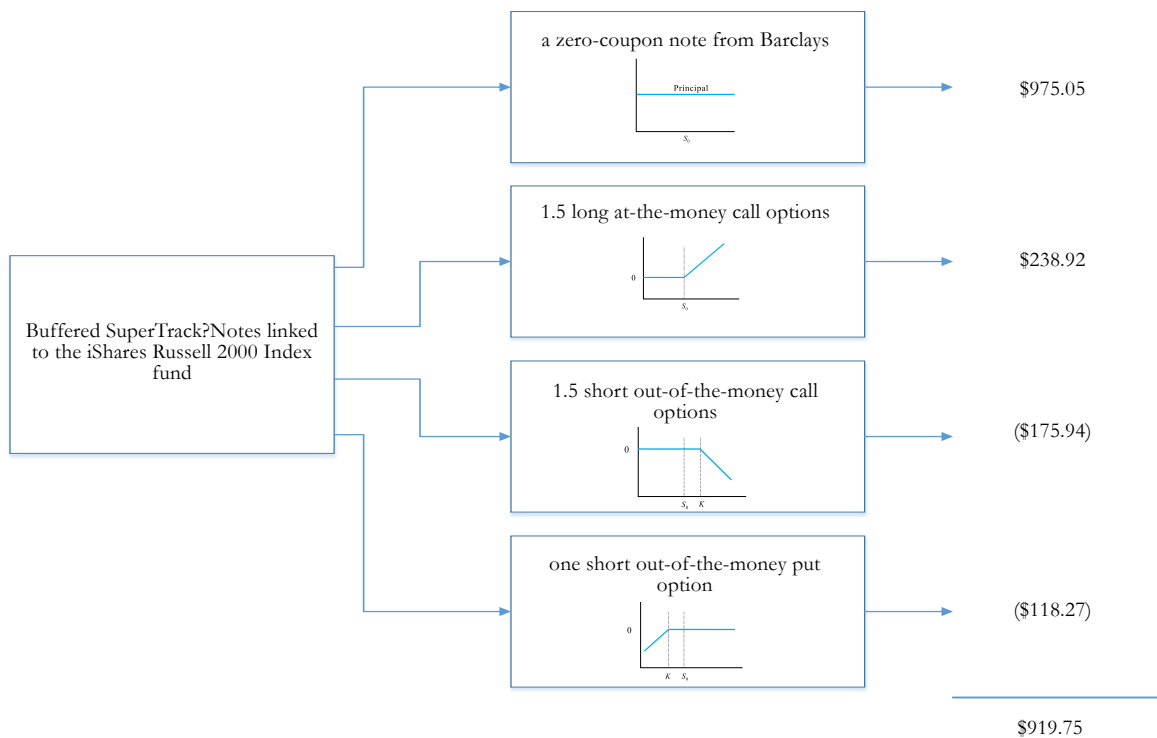 a zero-coupon note from Barclays
Principal
S₀
$975.05
1.5 long at-the-money call options
0
S₀
$238.92
Buffered SuperTrack?Notes linked
to the iShares Russell 2000 Index
fund
1.5 short out-of-the-money call
options
0
S₀ K
($175.94)
one short out-of-the-money put
option
0
K S₀
($118.27)
$919.75